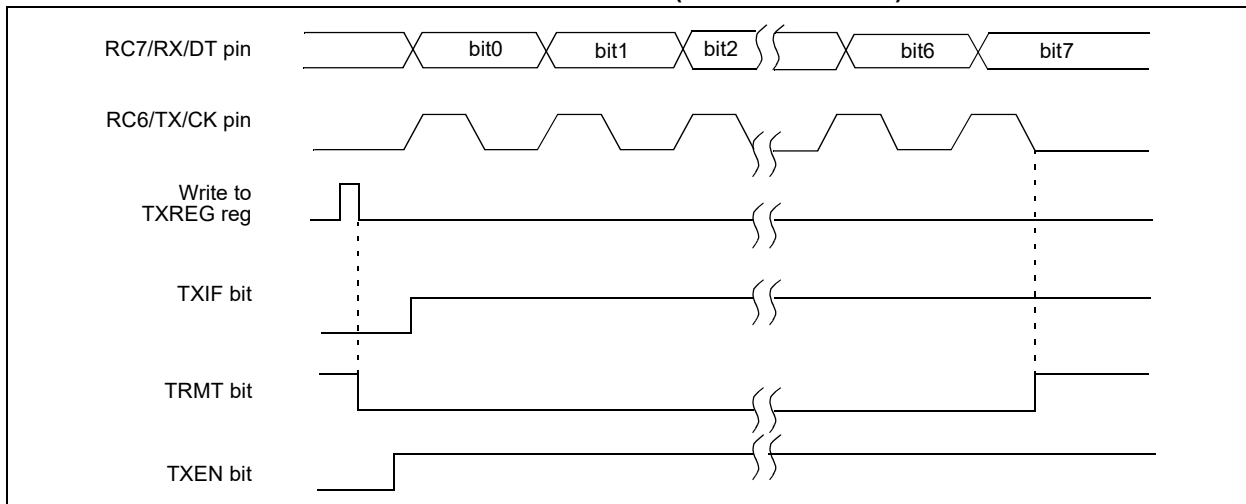 RC7/RX/DT pin
bit0 bit1 bit2 bit6 bit7
RC6/TX/CK pin
Write to
TXREG reg
TXIF bit
TRMT bit
TXEN bit